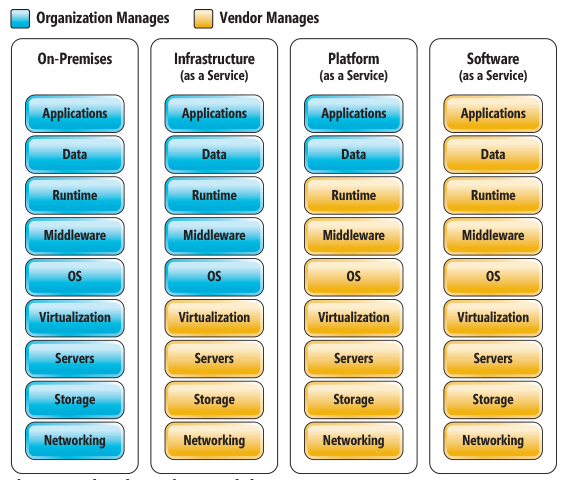 Organization Manages
Vendor Manages
On-Premises
Applications
Data
Runtime
Middleware
OS
Virtualization
Servers
Storage
Networking
Infrastructure
(as a Service)
Applications
Data
Runtime
Middleware
OS
Virtualization
Servers
Storage
Networking
Platform
(as a Service)
Applications
Data
Runtime
Middleware
OS
Virtualization
Servers
Storage
Networking
Software
(as a Service)
Applications
Data
Runtime
Middleware
OS
Virtualization
Servers
Storage
Networking